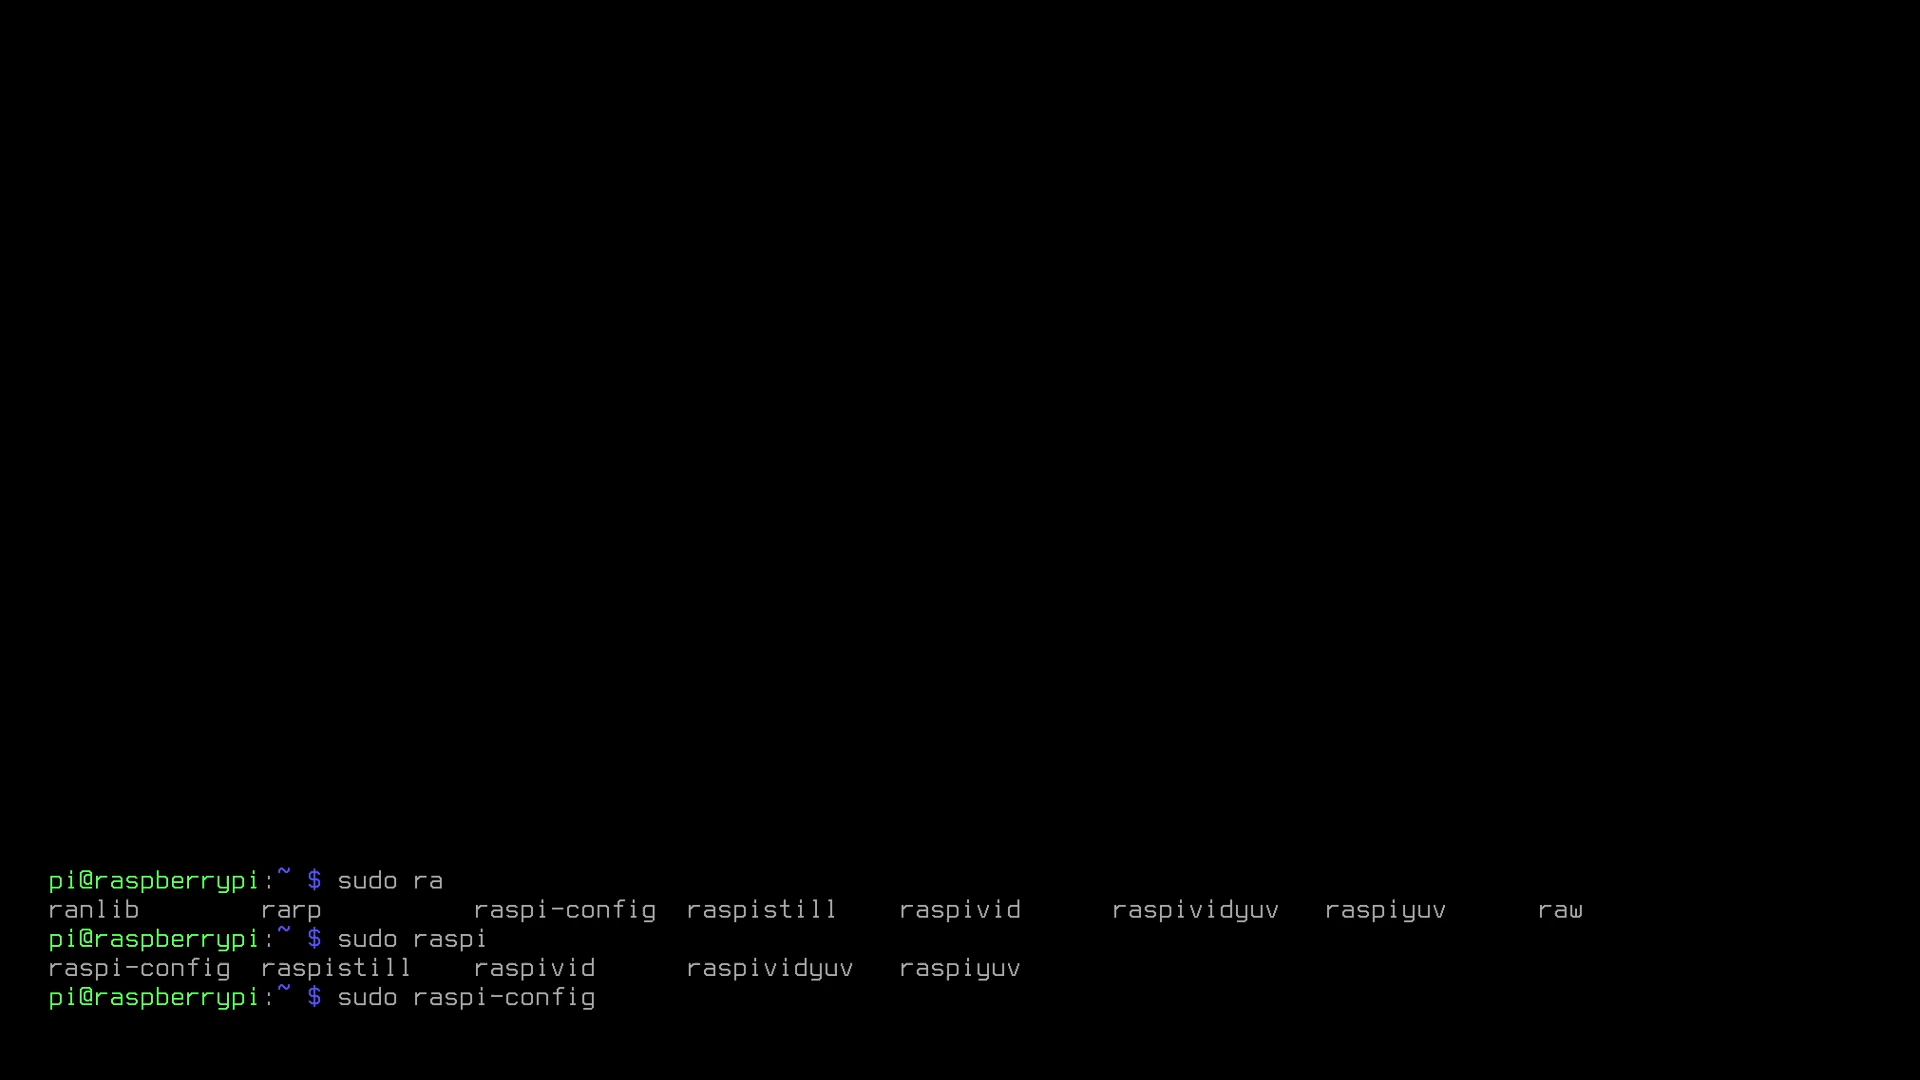 pi@raspberrypi:~ $ sudo ra
ranlib        rarp          raspi-config  raspistill    raspivid      raspividyuv   raspiyuv      raw
pi@raspberrypi:~ $ sudo raspi
raspi-config  raspistill    raspivid      raspividyuv   raspiyuv
pi@raspberrypi:~ $ sudo raspi-config